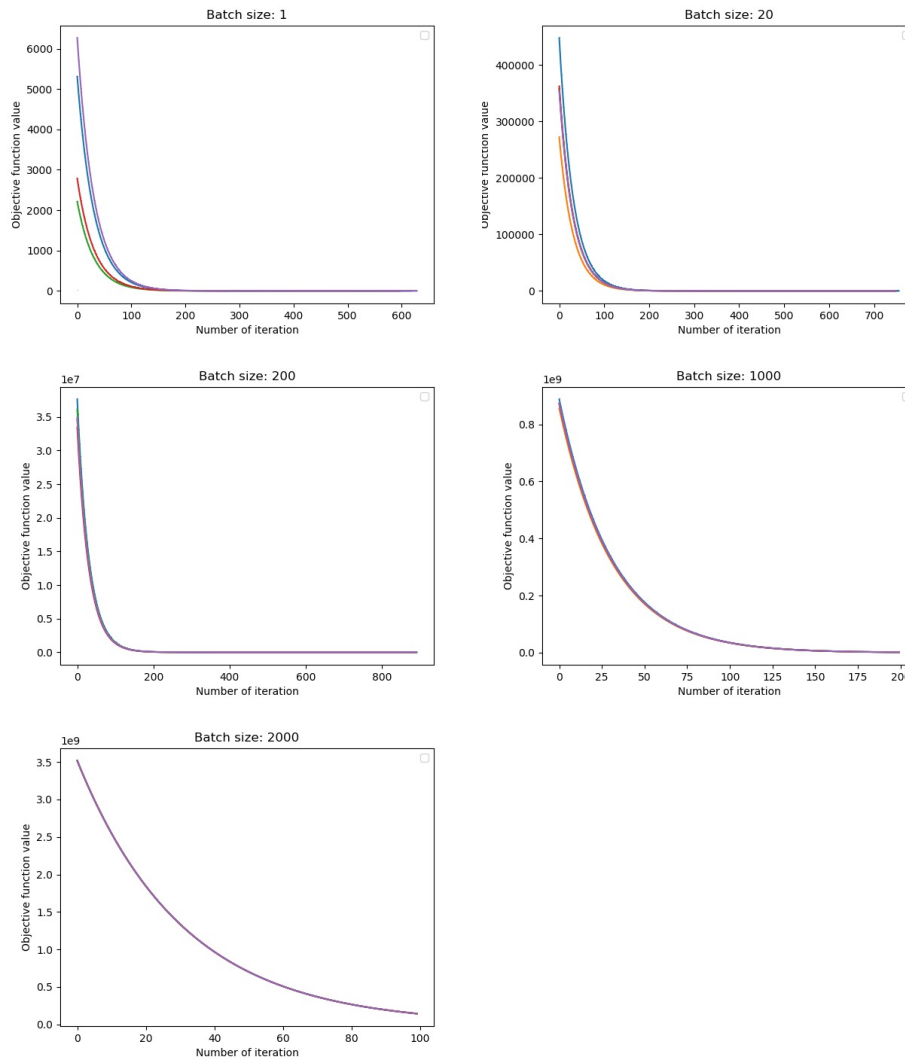 Batch size: 1
6000
5000
4000
3000
2000
1000
0
Objective function value
0 100 200 300 400 500 600
Number of iteration
Batch size: 20
400000
300000
200000
100000
0
Objective function value
0 100 200 300 400 500 600 700
Number of iteration
Batch size: 200
1e7
3.5
3.0
2.5
2.0
1.5
1.0
0.5
0.0
Objective function value
0 200 400 600 800
Number of iteration
Batch size: 1000
1e9
0.8
0.6
0.4
0.2
0.0
Objective function value
0 25 50 75 100 125 150 175 200
Number of iteration
Batch size: 2000
1e9
3.5
3.0
2.5
2.0
1.5
1.0
0.5
0.0
Objective function value
0 20 40 60 80 100
Number of iteration